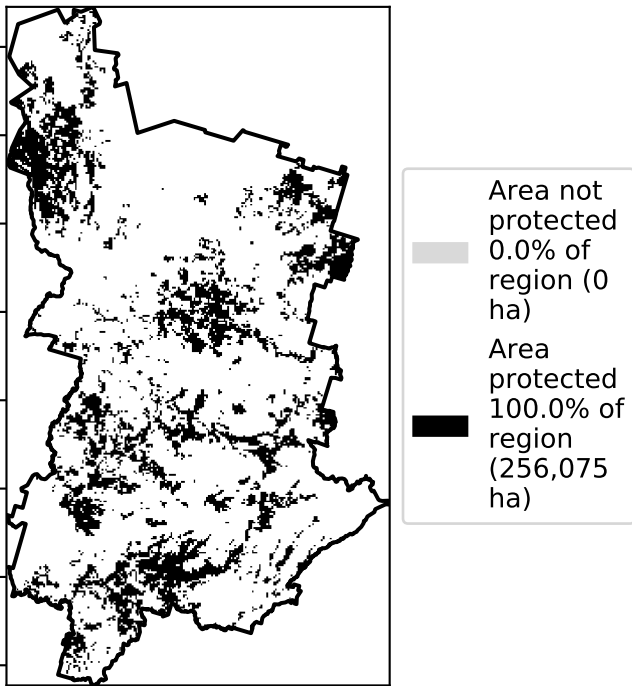 Area not
protected
0.0% of
region (0
ha)
Area
protected
100.0% of
region
(256,075
ha)